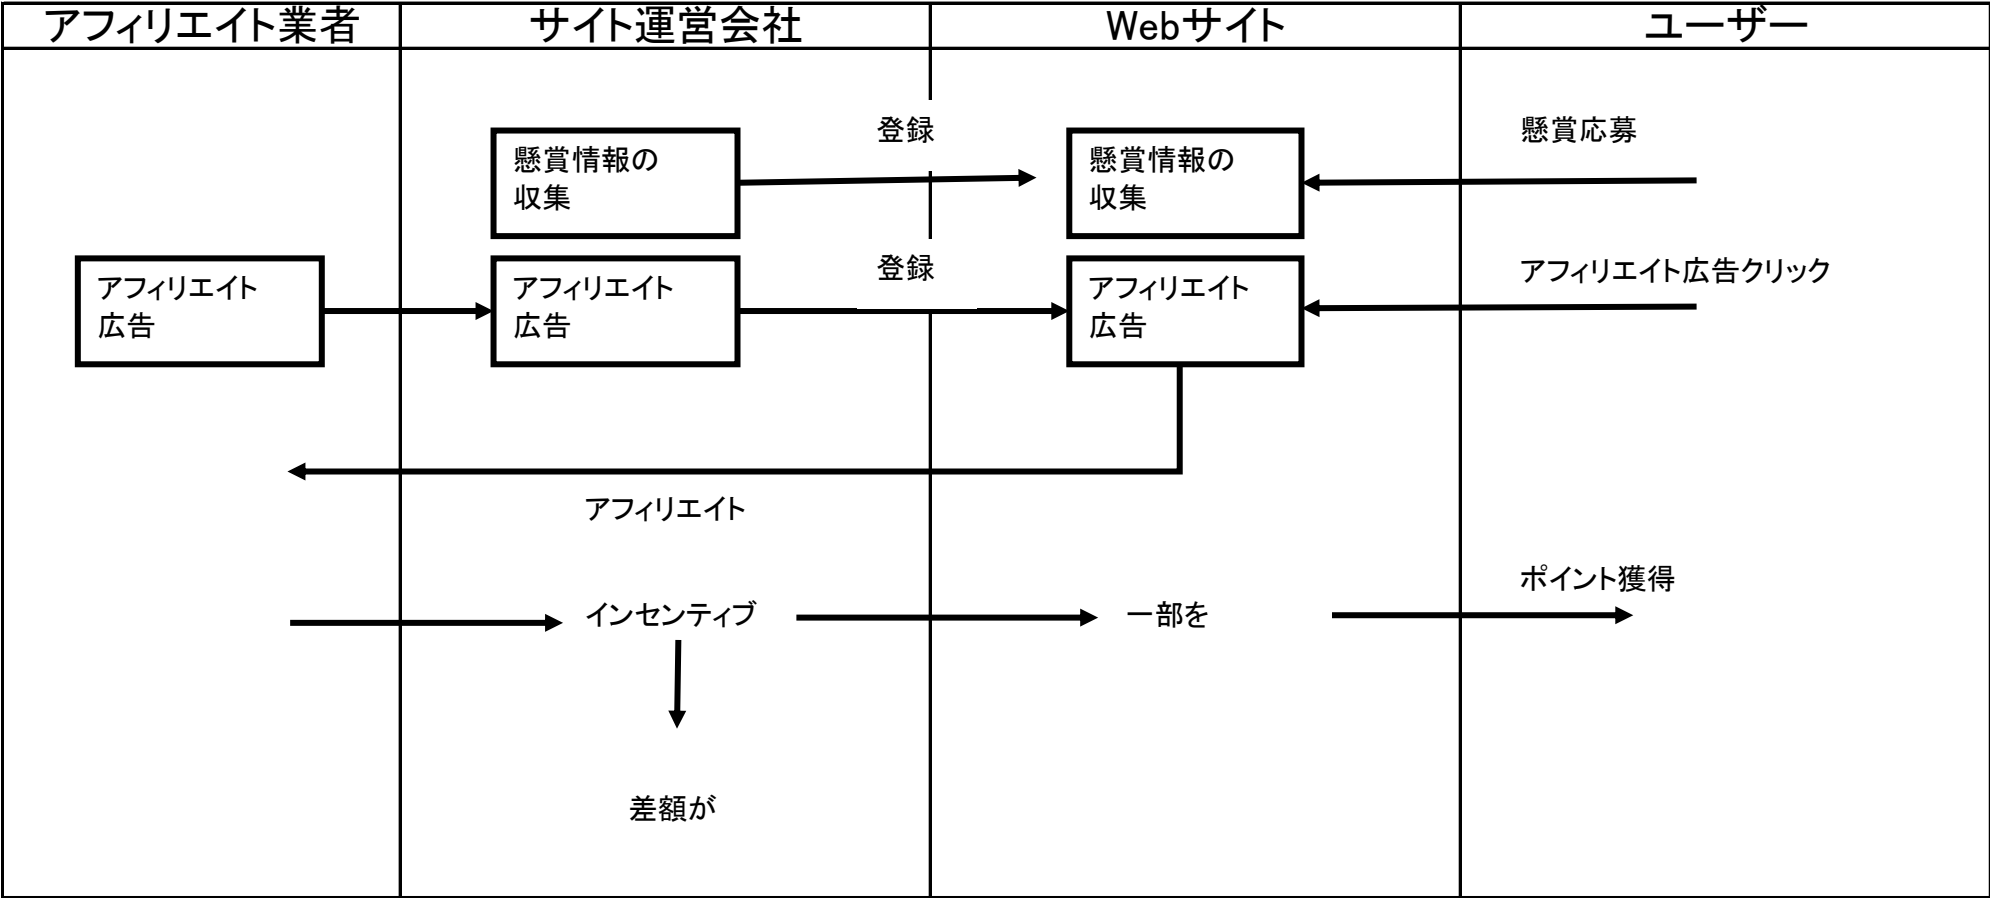 アフィリエイト業者
サイト運営会社
Webサイト
ユーザー
登録
懸賞応募
懸賞情報の
収集
懸賞情報の
収集
登録
アフィリエイト広告クリック
アフィリエイト
広告
アフィリエイト
広告
アフィリエイト
広告
アフィリエイト
ポイント獲得
インセンティブ
一部を
差額が